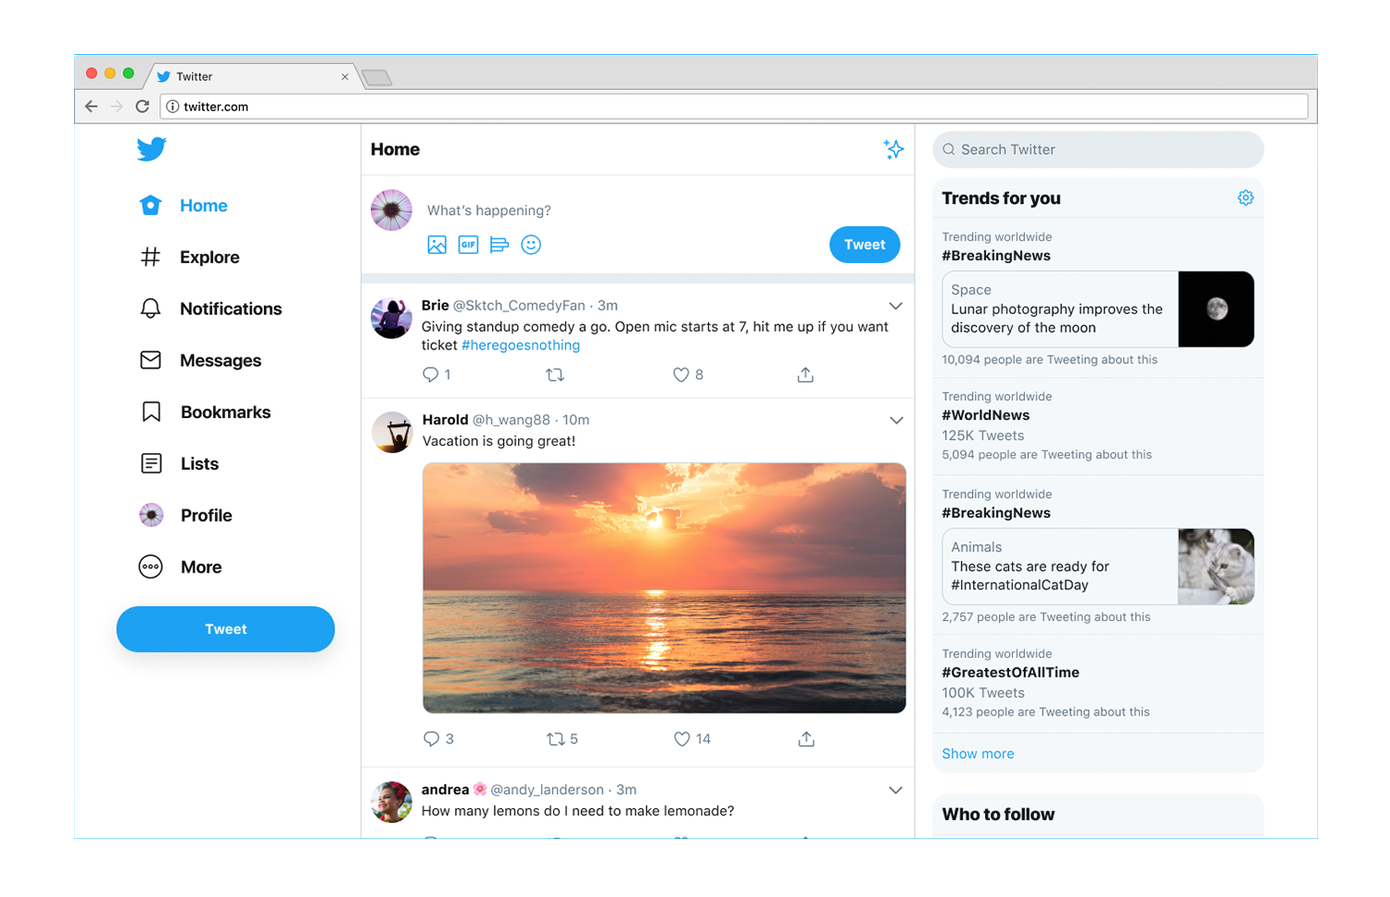 Twitter
twitter.com
Home
Explore
Notifications
Messages
Bookmarks
Lists
Profile
More
Tweet
Home
What's happening?
GIF
Tweet
Brie @Sktch_ComedyFan · 3m
Giving standup comedy a go. Open mic starts at 7, hit me up if you want
ticket #heregoesnothing
1
8
Harold @h_wang88 · 10m
Vacation is going great!
3
5
14
andrea 🌸 @andy_landerson · 3m
How many lemons do I need to make lemonade?
Search Twitter
Trends for you
Trending worldwide
#BreakingNews
Space
Lunar photography improves the
discovery of the moon
10,094 people are Tweeting about this
Trending worldwide
#WorldNews
125K Tweets
5,094 people are Tweeting about this
Trending worldwide
#BreakingNews
Animals
These cats are ready for
#InternationalCatDay
2,757 people are Tweeting about this
Trending worldwide
#GreatestOfAllTime
100K Tweets
4,123 people are Tweeting about this
Show more
Who to follow